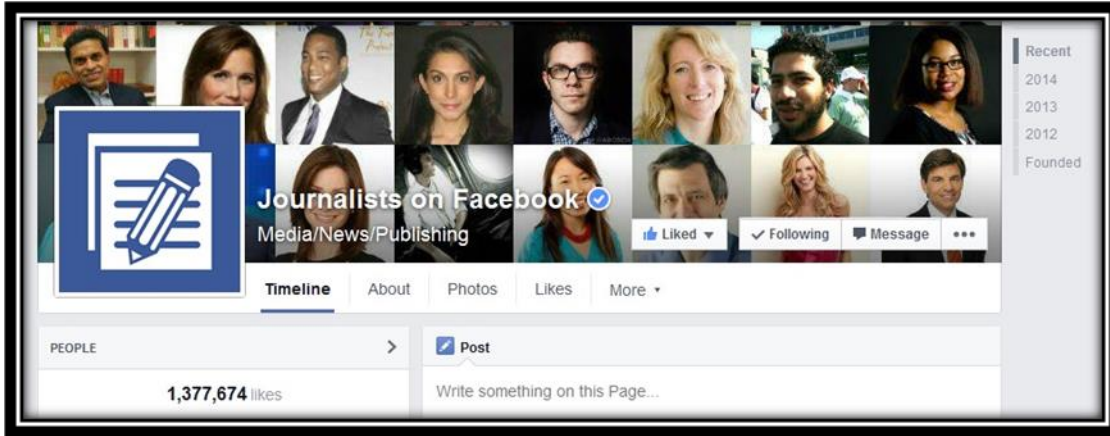 Recent
2014
2013
2012
Founded
Journalists on Facebook
Media/News/Publishing
Liked
Following
Message
Timeline
About
Photos
Likes
More
PEOPLE
1,377,674 likes
Post
Write something on this Page...